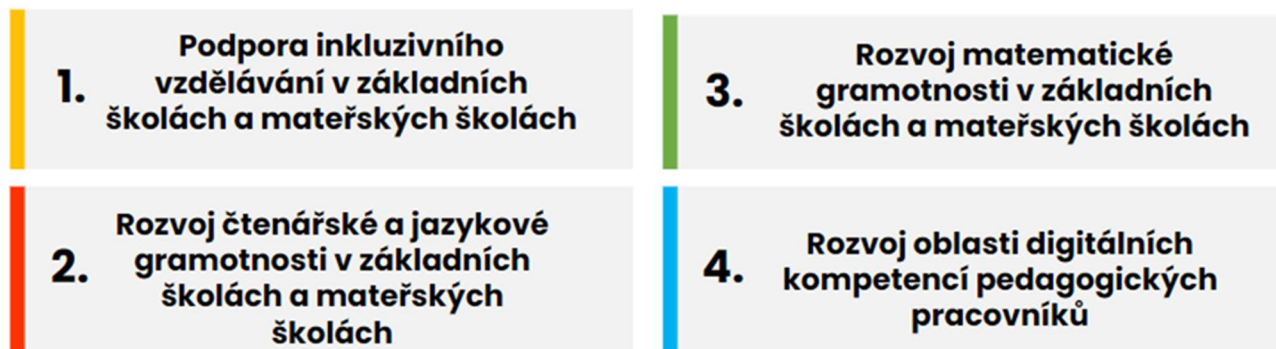 1.
Podpora inkluzivního
vzdělávání v základních
školách a mateřských školách
2.
Rozvoj čtenářské a jazykové
gramotnosti v základních
školách a mateřských
školách
3.
Rozvoj matematické
gramotnosti v základních
školách a mateřských školách
4.
Rozvoj oblasti digitálních
kompetencí pedagogických
pracovníků